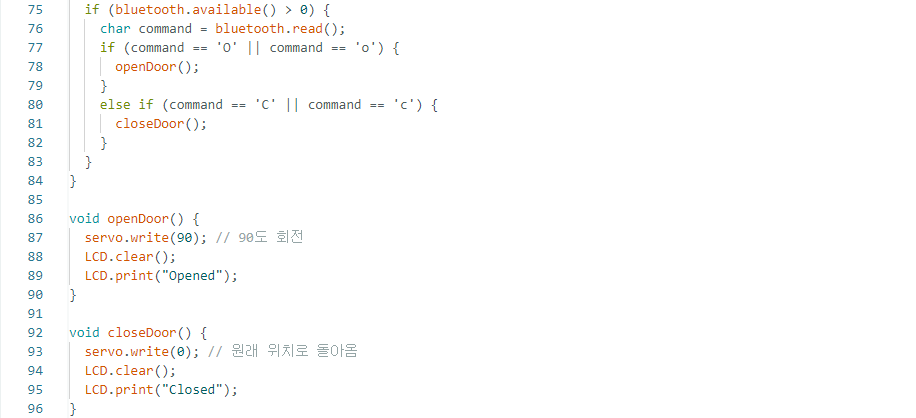 75   if (bluetooth.available() > 0) {
76     char command = bluetooth.read();
77     if (command == 'O' || command == 'o') {
78       openDoor();
79     }
80     else if (command == 'C' || command == 'c') {
81       closeDoor();
82     }
83   }
84 }
85
86 void openDoor() {
87   servo.write(90); // 90도 회전
88   LCD.clear();
89   LCD.print("Opened");
90 }
91
92 void closeDoor() {
93   servo.write(0); // 원래 위치로 돌아옴
94   LCD.clear();
95   LCD.print("Closed");
96 }